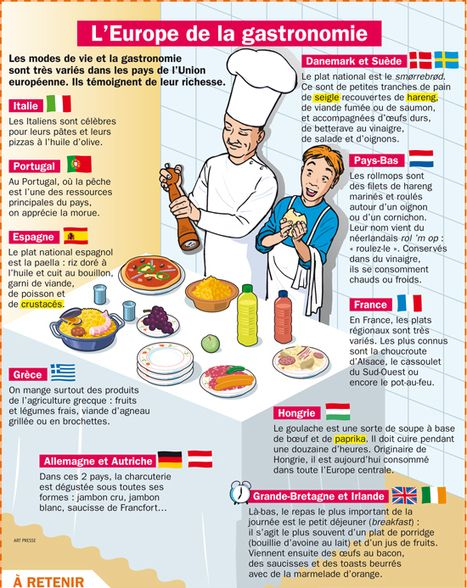 L'Europe de la gastronomie
Les modes de vie et la gastronomie
sont très variés dans les pays de l'Union
européenne. Ils témoignent de leur richesse.
Italie
Les Italiens sont célèbres
pour leurs pâtes et leurs
pizzas à l'huile d'olive.
Portugal
Au Portugal, où la pêche
est l'une des ressources
principales du pays,
on apprécie la morue.
Espagne
Le plat national espagnol
est la paella : riz doré à
l'huile et cuit au bouillon,
garni de viande,
de poisson et
de crustacés.
Grèce
On mange surtout des produits
de l'agriculture grecque : fruits
et légumes frais, viande d'agneau
grillée ou en brochettes.
Allemagne et Autriche
Dans ces 2 pays, la charcuterie
est dégustée sous toutes ses
formes : jambon cru, jambon
blanc, saucisse de Francfort...
Danemark et Suède
Le plat national est le smørrebrød.
Ce sont de petites tranches de pain
de seigle recouvertes de hareng,
de viande fumée ou de saumon,
et accompagnées d'œufs durs,
de betterave au vinaigre,
de salade et d'oignons.
Pays-Bas
Les rollmops sont
des filets de hareng
marinés et roulés
autour d'un oignon
ou d'un cornichon.
Leur nom vient du
néerlandais rol 'm op :
« roulez-le ». Conservés
dans du vinaigre,
ils se consomment
chauds ou froids.
France
En France, les plats
régionaux sont très
variés. Les plus connus
sont la choucroute
d'Alsace, le cassoulet
du Sud-Ouest ou
encore le pot-au-feu.
Hongrie
Le goulache est une sorte de soupe à base
de bœuf et de paprika. Il doit cuire pendant
une douzaine d'heures. Originaire de
Hongrie, il est aujourd'hui consommé
dans toute l'Europe centrale.
Grande-Bretagne et Irlande
Là-bas, le repas le plus important de la
journée est le petit déjeuner (breakfast) :
il s'agit le plus souvent d'un plat de porridge
(bouillie d'avoine au lait) et d'un jus de fruits.
Viennent ensuite des œufs au bacon,
des saucisses et des toasts beurrés
avec de la marmelade d'orange.
ART PRESSE
À RETENIR